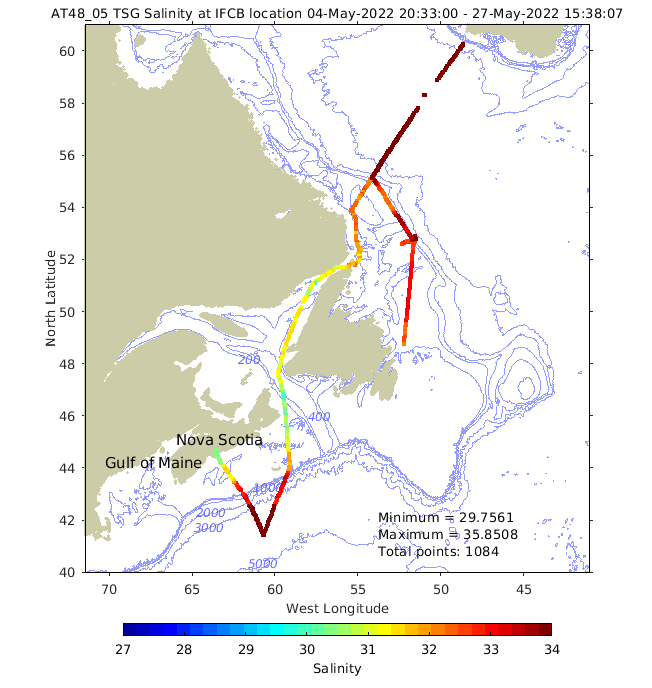 AT48_05 TSG Salinity at IFCB location 04-May-2022 20:33:00 - 27-May-2022 15:38:07
60
58
56
54
52
50
48
46
44
42
40
North Latitude
200
400
Nova Scotia
Gulf of Maine
1000
2000
3000
5000
Minimum = 29.7561
Maximum = 35.8508
Total points: 1084
70 65 60 55 50 45
West Longitude
27 28 29 30 31 32 33 34
Salinity